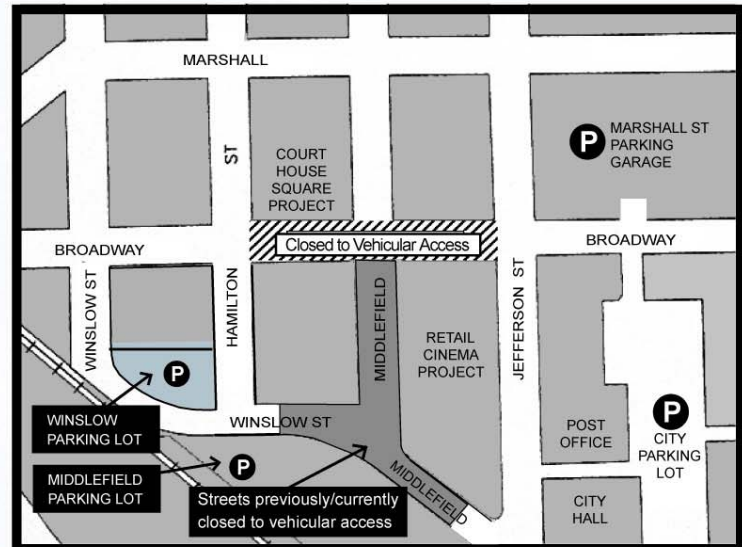 MARSHALL
ST
COURT
HOUSE
SQUARE
PROJECT
P
MARSHALL ST
PARKING
GARAGE
BROADWAY
Closed to Vehicular Access
BROADWAY
WINSLOW ST
HAMILTON
MIDDLEFIELD
JEFFERSON ST
RETAIL
CINEMA
PROJECT
P
WINSLOW ST
WINSLOW
PARKING LOT
POST
OFFICE
P
CITY
PARKING
LOT
MIDDLEFIELD
PARKING LOT
P
Streets previously/currently
closed to vehicular access
MIDDLEFIELD
CITY
HALL